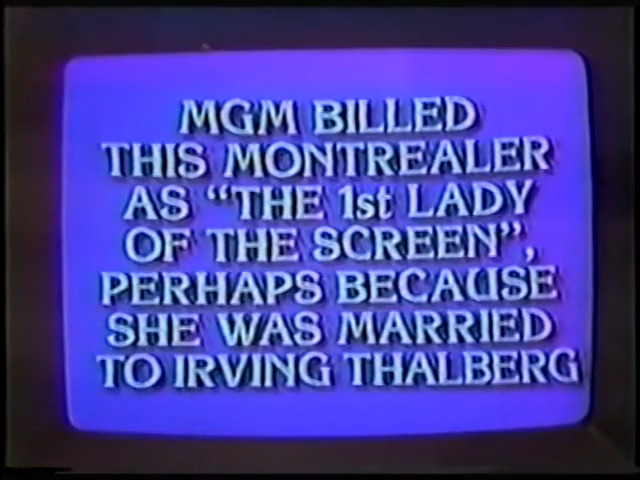 MGM BILLED
THIS MONTREALER
AS "THE 1st LADY
OF THE SCREEN",
PERHAPS BECAUSE
SHE WAS MARRIED
TO IRVING THALBERG